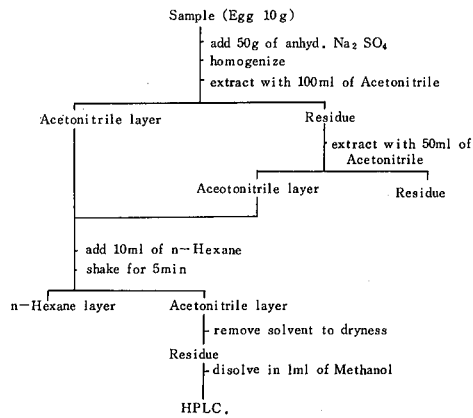 Sample (Egg 10g)
add 50g of anhyd. Na₂ SO₄
homogenize
extract with 100ml of Acetonitrile
Acetonitrile layer
Residue
extract with 50ml of
Acetonitrile
Aceotonitrile layer
Residue
add 10ml of n-Hexane
shake for 5min
n-Hexane layer
Acetonitrile layer
remove solvent to dryness
Residue
disolve in 1ml of Methanol
HPLC.